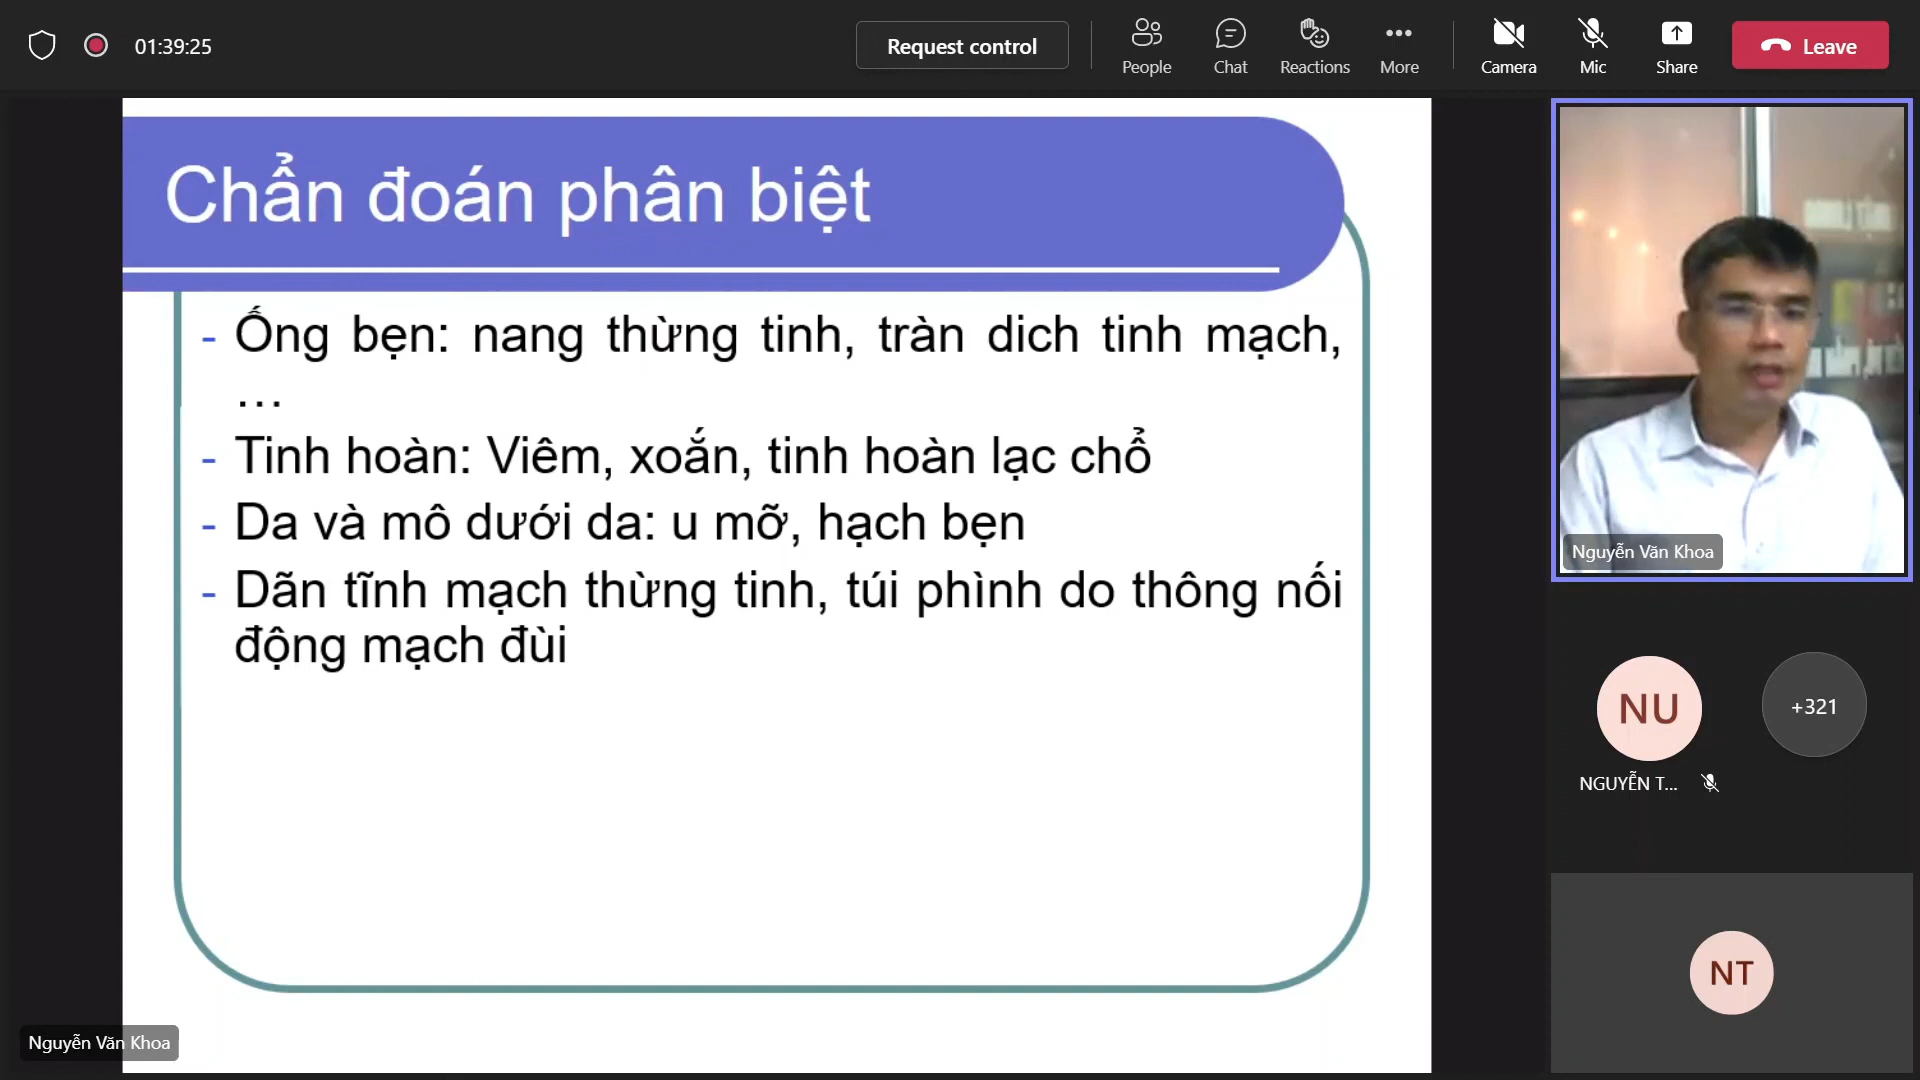 01:39:25
Request control
People
Chat
Reactions
More
Camera
Mic
Share
Leave
Chẩn đoán phân biệt
- Ống bẹn: nang thừng tinh, tràn dich tinh mạch,
…
- Tinh hoàn: Viêm, xoắn, tinh hoàn lạc chổ
- Da và mô dưới da: u mỡ, hạch bẹn
- Dãn tĩnh mạch thừng tinh, túi phình do thông nối
động mạch đùi
Nguyễn Văn Khoa
NU
+321
NGUYỄN T...
NT
Nguyễn Văn Khoa